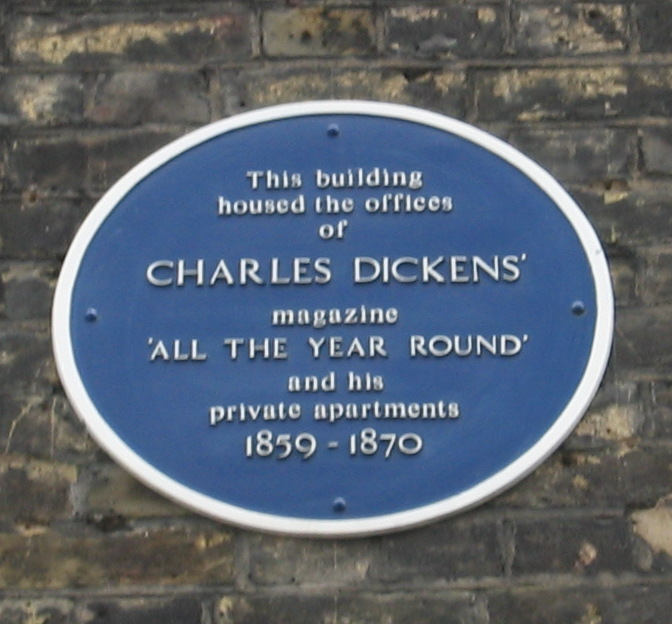 This building
housed the offices
of
CHARLES DICKENS'
magazine
'ALL THE YEAR ROUND'
and his
private apartments
1859 - 1870